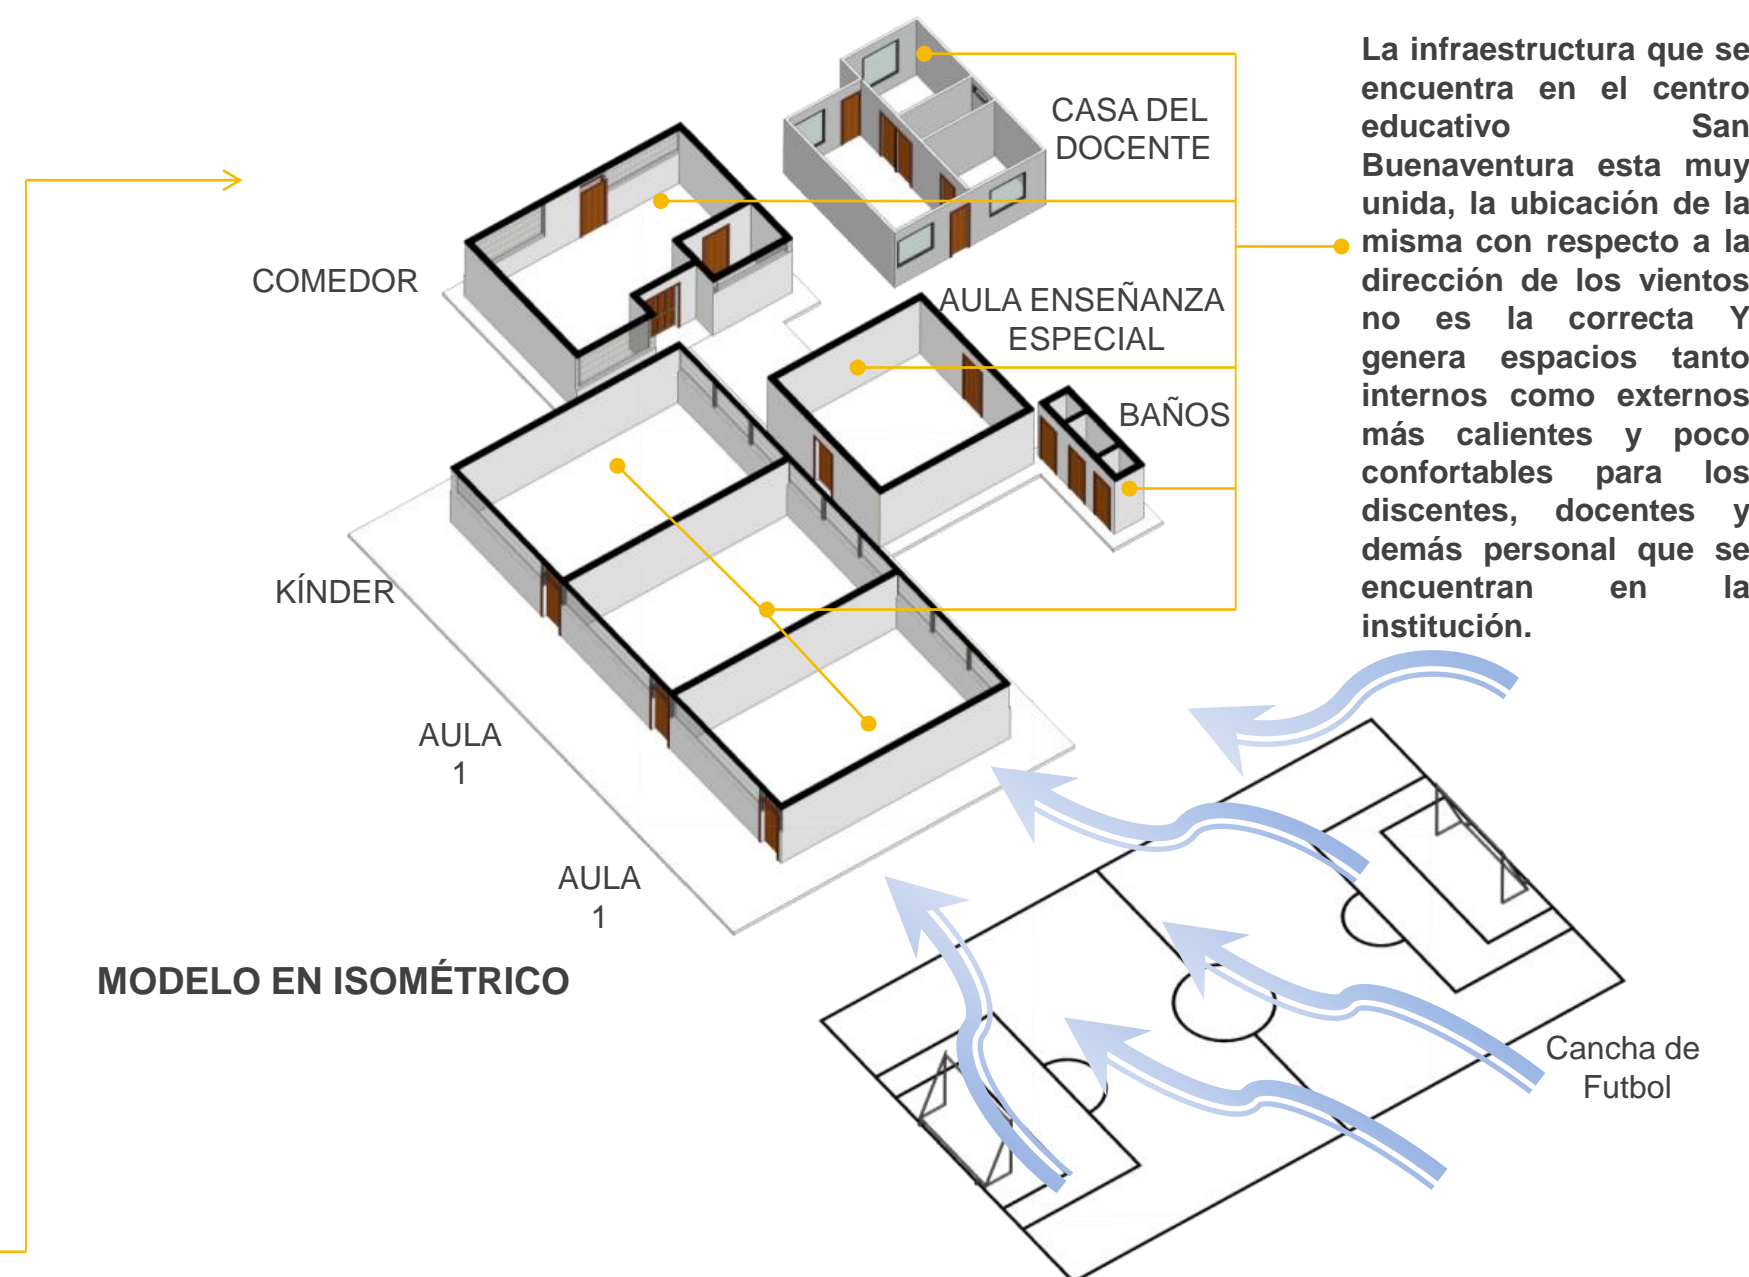 CASA DEL
DOCENTE
COMEDOR
AULA ENSEÑANZA
ESPECIAL
BAÑOS
KÍNDER
AULA
1
AULA
1
MODELO EN ISOMÉTRICO
La infraestructura que se
encuentra en el centro
educativo San
Buenaventura esta muy
unida, la ubicación de la
misma con respecto a la
dirección de los vientos
no es la correcta Y
genera espacios tanto
internos como externos
más calientes y poco
confortables para los
discentes, docentes y
demás personal que se
encuentran en la
institución.
Cancha de
Futbol